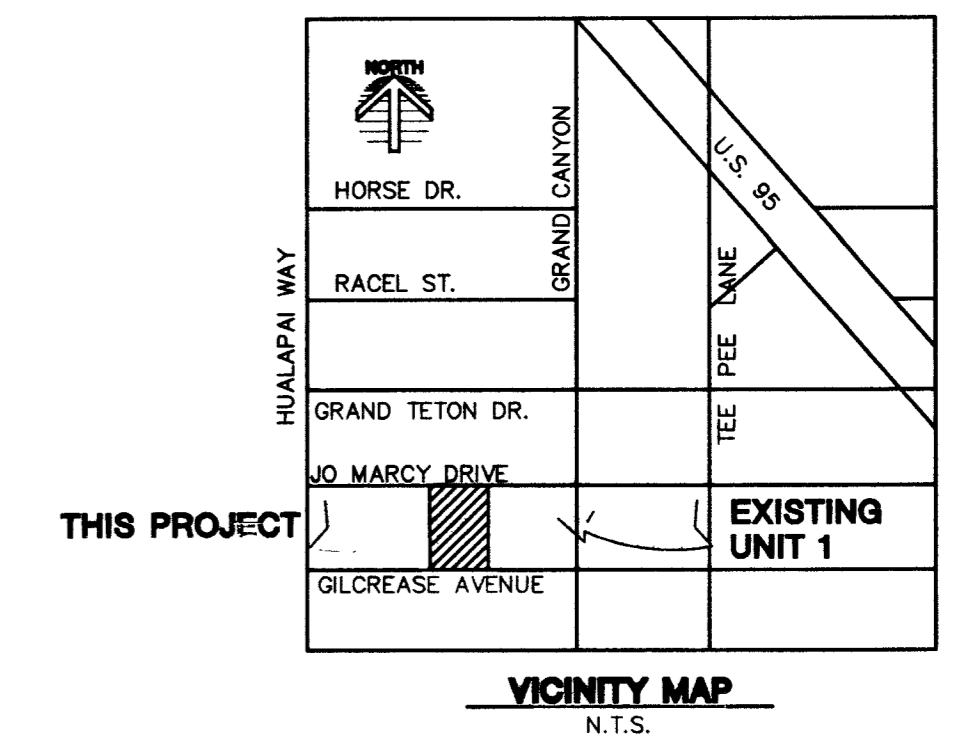 NORTH
HORSE DR.
GRAND CANYON
U.S. 95
RACEL ST.
HUALAPAI WAY
TEE PEE LANE
GRAND TETON DR.
JO MARCY DRIVE
THIS PROJECT
EXISTING
UNIT 1
GILCREASE AVENUE
VICINITY MAP
N.T.S.